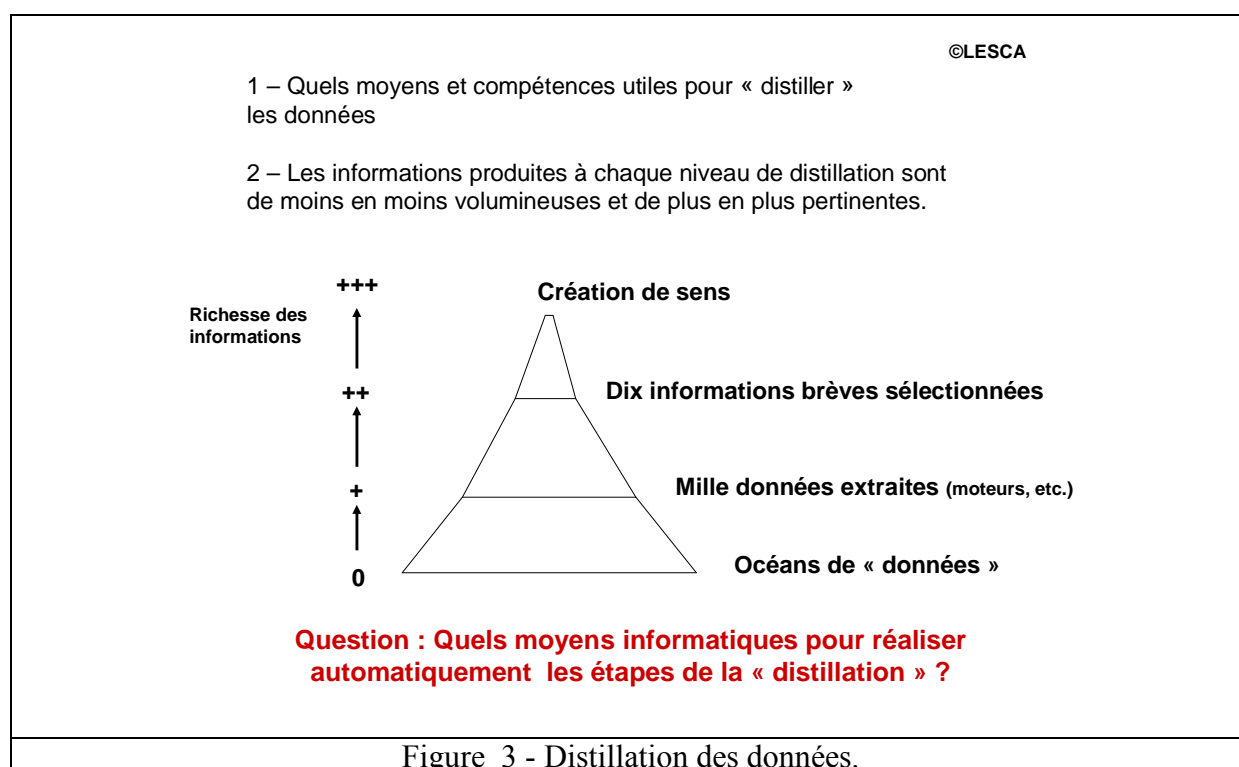 ©LESCA
1 – Quels moyens et compétences utiles pour « distiller »
les données
2 – Les informations produites à chaque niveau de distillation sont
de moins en moins volumineuses et de plus en plus pertinentes.
+++
Création de sens
Richesse des
informations
++
Dix informations brèves sélectionnées
+
Mille données extraites (moteurs, etc.)
Océans de « données »
0
Question : Quels moyens informatiques pour réaliser
automatiquement les étapes de la « distillation » ?
Figure 3 - Distillation des données.